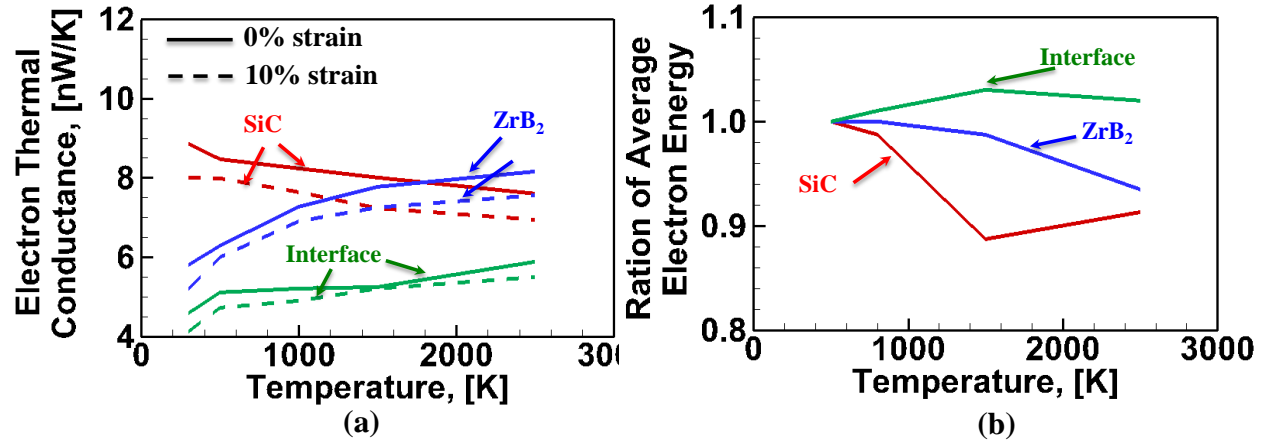 Electron Thermal
Conductance, [nW/K]
12
10
8
6
4
0% strain
10% strain
SiC
ZrB2
Interface
0
1000
2000
300
Temperature, [K]
(a)
Ration of Average
Electron Energy
1.1
1.0
0.9
0.8
Interface
ZrB2
SiC
0
1000
2000
3000
Temperature, [K]
(b)